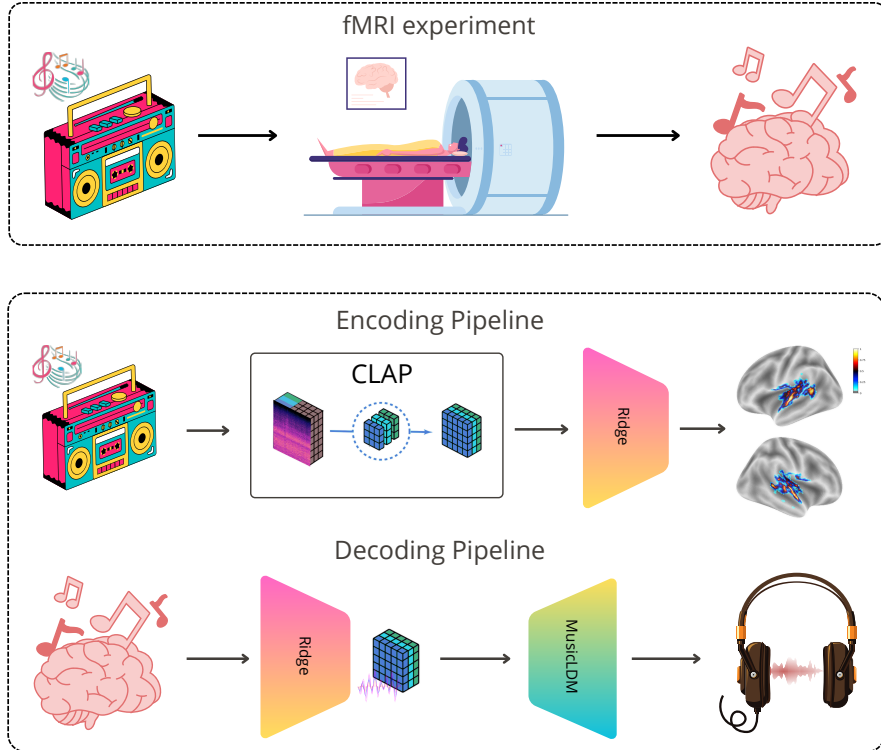 fMRI experiment
Encoding Pipeline
CLAP
Ridge
Decoding Pipeline
Ridge
MusicLDM